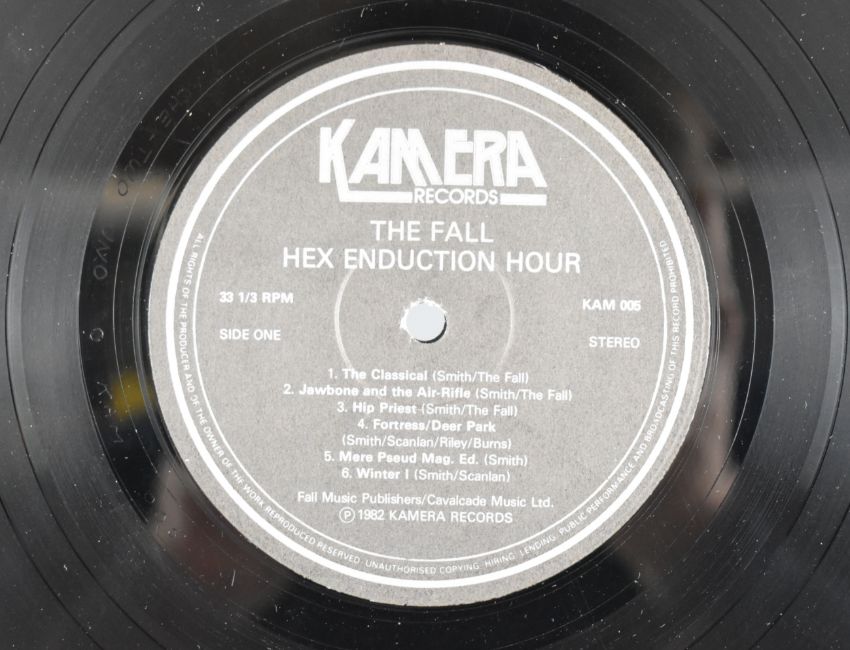 KAMERA
RECORDS
THE FALL
HEX ENDUCTION HOUR
33 1/3 RPM
KAM 005
SIDE ONE
STEREO
1. The Classical (Smith/The Fall)
2. Jawbone and the Air-Rifle (Smith/The Fall)
3. Hip Priest (Smith/The Fall)
4. Fortress/Deer Park
(Smith/Scanlan/Riley/Burns)
5. Mere Pseud Mag. Ed. (Smith)
6. Winter I (Smith/Scanlan)
Fall Music Publishers/Cavalcade Music Ltd.
Ⓟ 1982 KAMERA RECORDS
ALL RIGHTS OF THE PRODUCER AND OF THE OWNER OF THE WORK REPRODUCED RESERVED. UNAUTHORISED COPYING, HIRING, LENDING, PUBLIC PERFORMANCE AND BROADCASTING OF THIS RECORD PROHIBITED